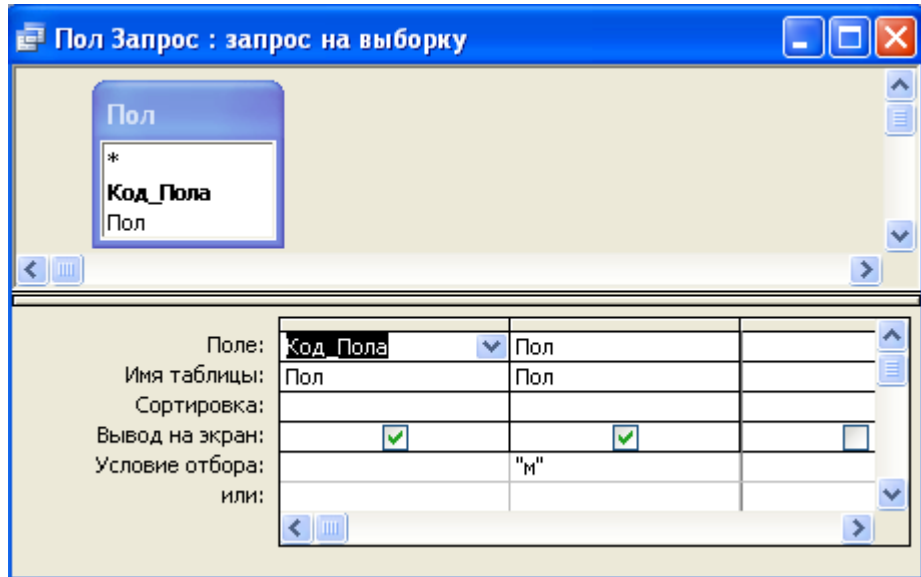 Пол Запрос : запрос на выборку
Пол
*
Код_Пола
Пол
Поле: Код_Пола Пол
Имя таблицы: Пол Пол
Сортировка:
Вывод на экран:
Условие отбора: "м"
или: